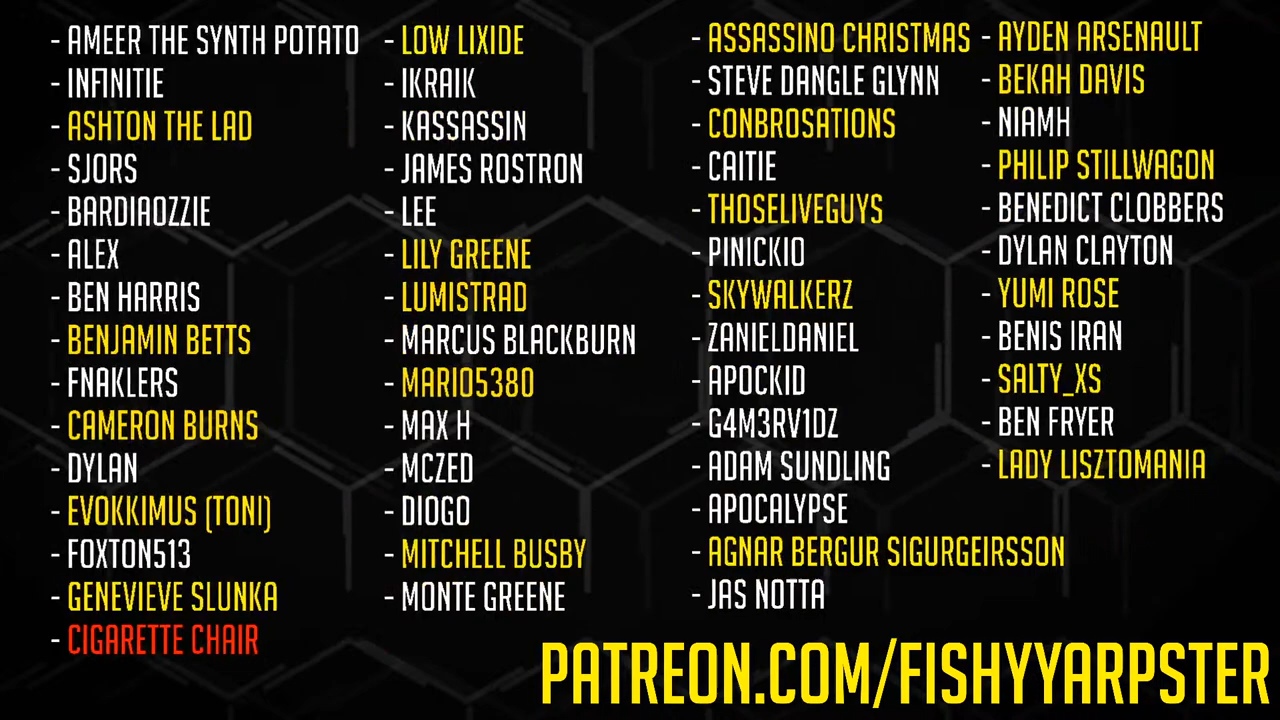 - AMEER THE SYNTH POTATO
- INFINITIE
- ASHTON THE LAD
- SJORS
- BARDIAOZZIE
- ALEX
- BEN HARRIS
- BENJAMIN BETTS
- FNAKLERS
- CAMERON BURNS
- DYLAN
- EVOKKIMUS (TONI)
- FOXTON513
- GENEVIEVE SLUNKA
- CIGARETTE CHAIR
- LOW LIXIDE
- IKRAIK
- KASSASSIN
- JAMES ROSTRON
- LEE
- LILY GREENE
- LUMISTRAD
- MARCUS BLACKBURN
- MARIO5380
- MAX H
- MCZED
- DIOGO
- MITCHELL BUSBY
- MONTE GREENE
- ASSASSINO CHRISTMAS
- STEVE DANGLE GLYNN
- CONBROSATIONS
- CAITIE
- THOSELIVEGUYS
- PINICKIO
- SKYWALKERZ
- ZANIELDANIEL
- APOCKID
- G4M3RV1DZ
- ADAM SUNDLING
- APOCALYPSE
- AGNAR BERGUR SIGURGEIRSSON
- JAS NOTTA
- AYDEN ARSENAULT
- BEKAH DAVIS
- NIAMH
- PHILIP STILLWAGON
- BENEDICT CLOBBERS
- DYLAN CLAYTON
- YUMI ROSE
- BENIS IRAN
- SALTY_XS
- BEN FRYER
- LADY LISZTOMANIA
PATREON.COM/FISHYYARPSTER